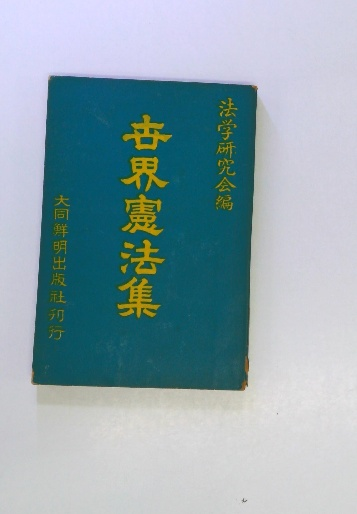 法学研究会編
世界憲法集
大同鮮明出版社刊行